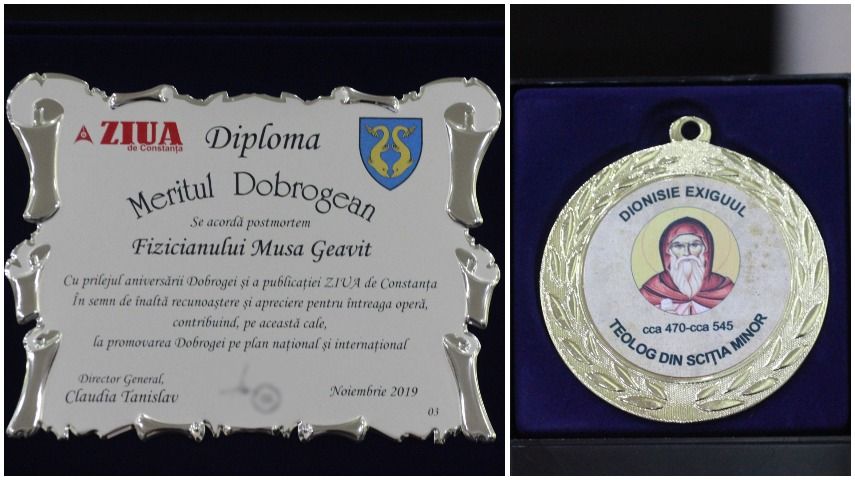 ZIUA
de Constanța
Diploma
Meritul Dobrogean
Se acordă postmortem
Fizicianului Musa Geavit
Cu prilejul aniversării Dobrogei și a publicației ZIUA de Constanța
În semn de înaltă recunoaștere și apreciere pentru întreaga operă,
contribuind, pe această cale,
la promovarea Dobrogei pe plan național și internațional
Director General,
Claudia Tanislav
Noiembrie 2019
03
DIONISIE EXIGUUL
cca 470-cca 545
TEOLOG DIN SCIȚIA MINOR